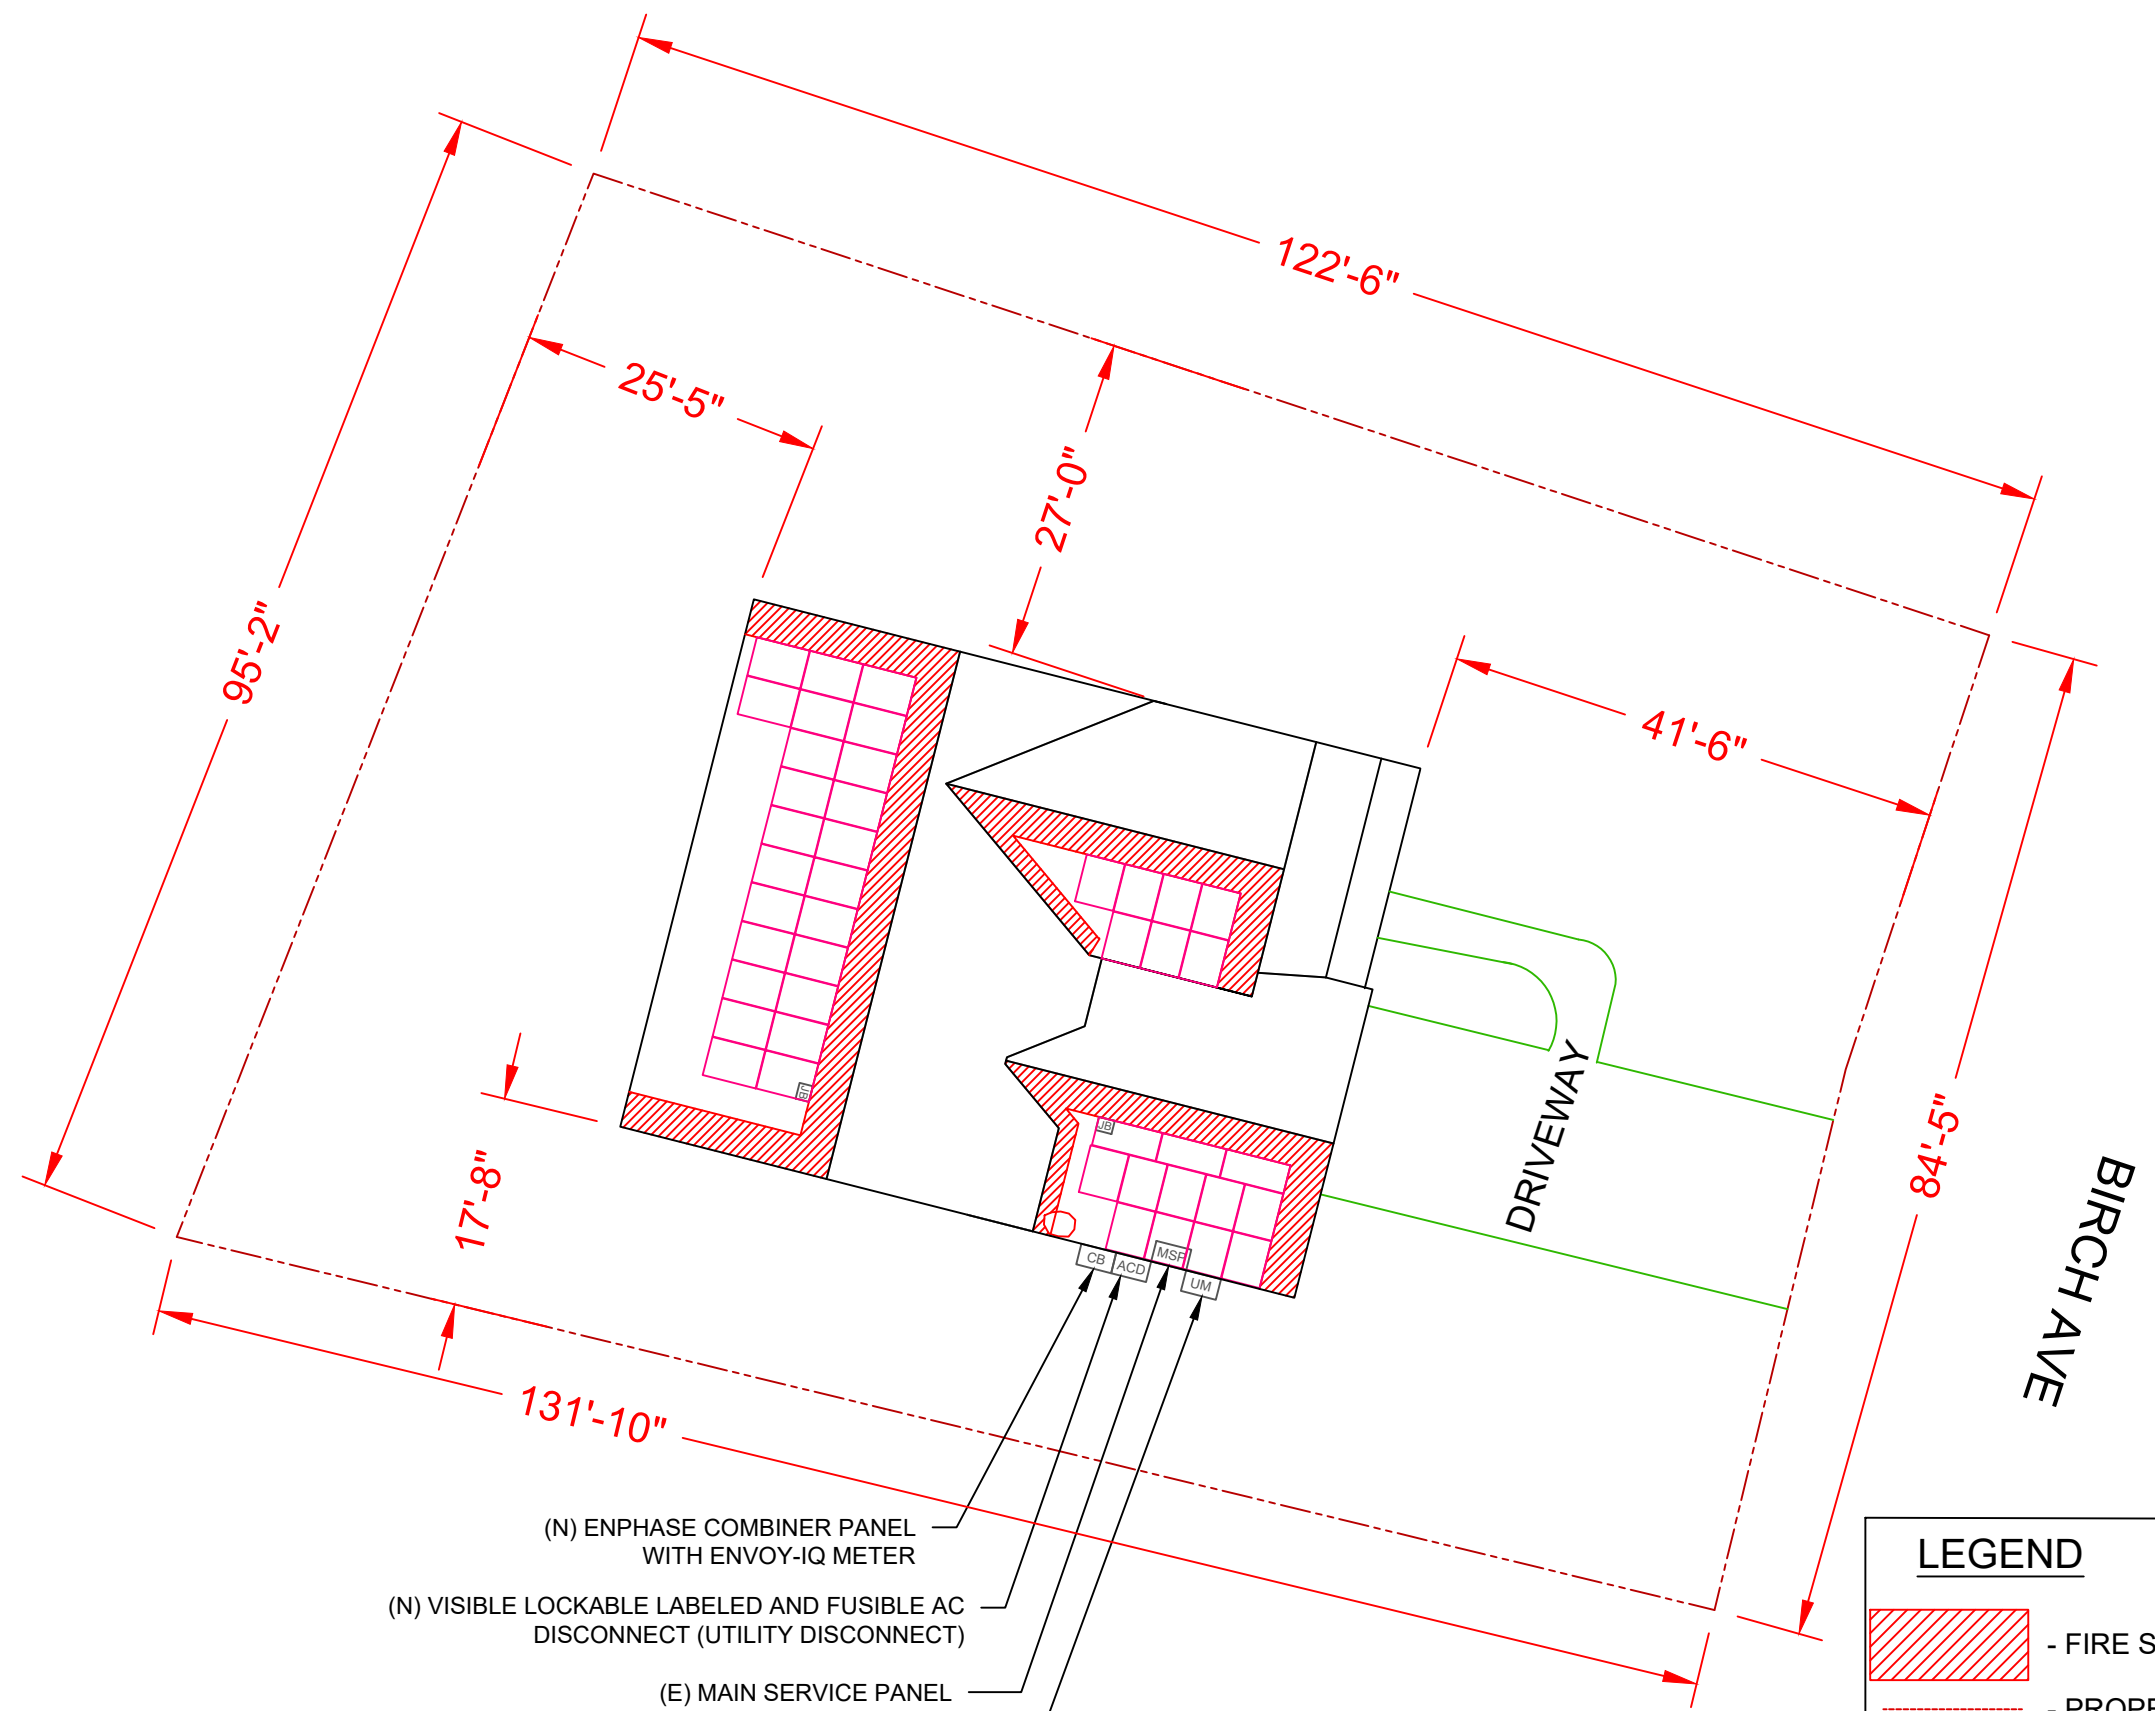 122'-6"
25'-5"
27'-0"
95'-2"
41'-6"
17'-8"
84'-5"
131'-10"
JB
JB
DRIVEWAY
BIRCH AVE
CB
ACD
MSP
UM
(N) ENPHASE COMBINER PANEL
WITH ENVOY-IQ METER
(N) VISIBLE LOCKABLE LABELED AND FUSIBLE AC
DISCONNECT (UTILITY DISCONNECT)
(E) MAIN SERVICE PANEL
LEGEND
- FIRE S
- PROPE